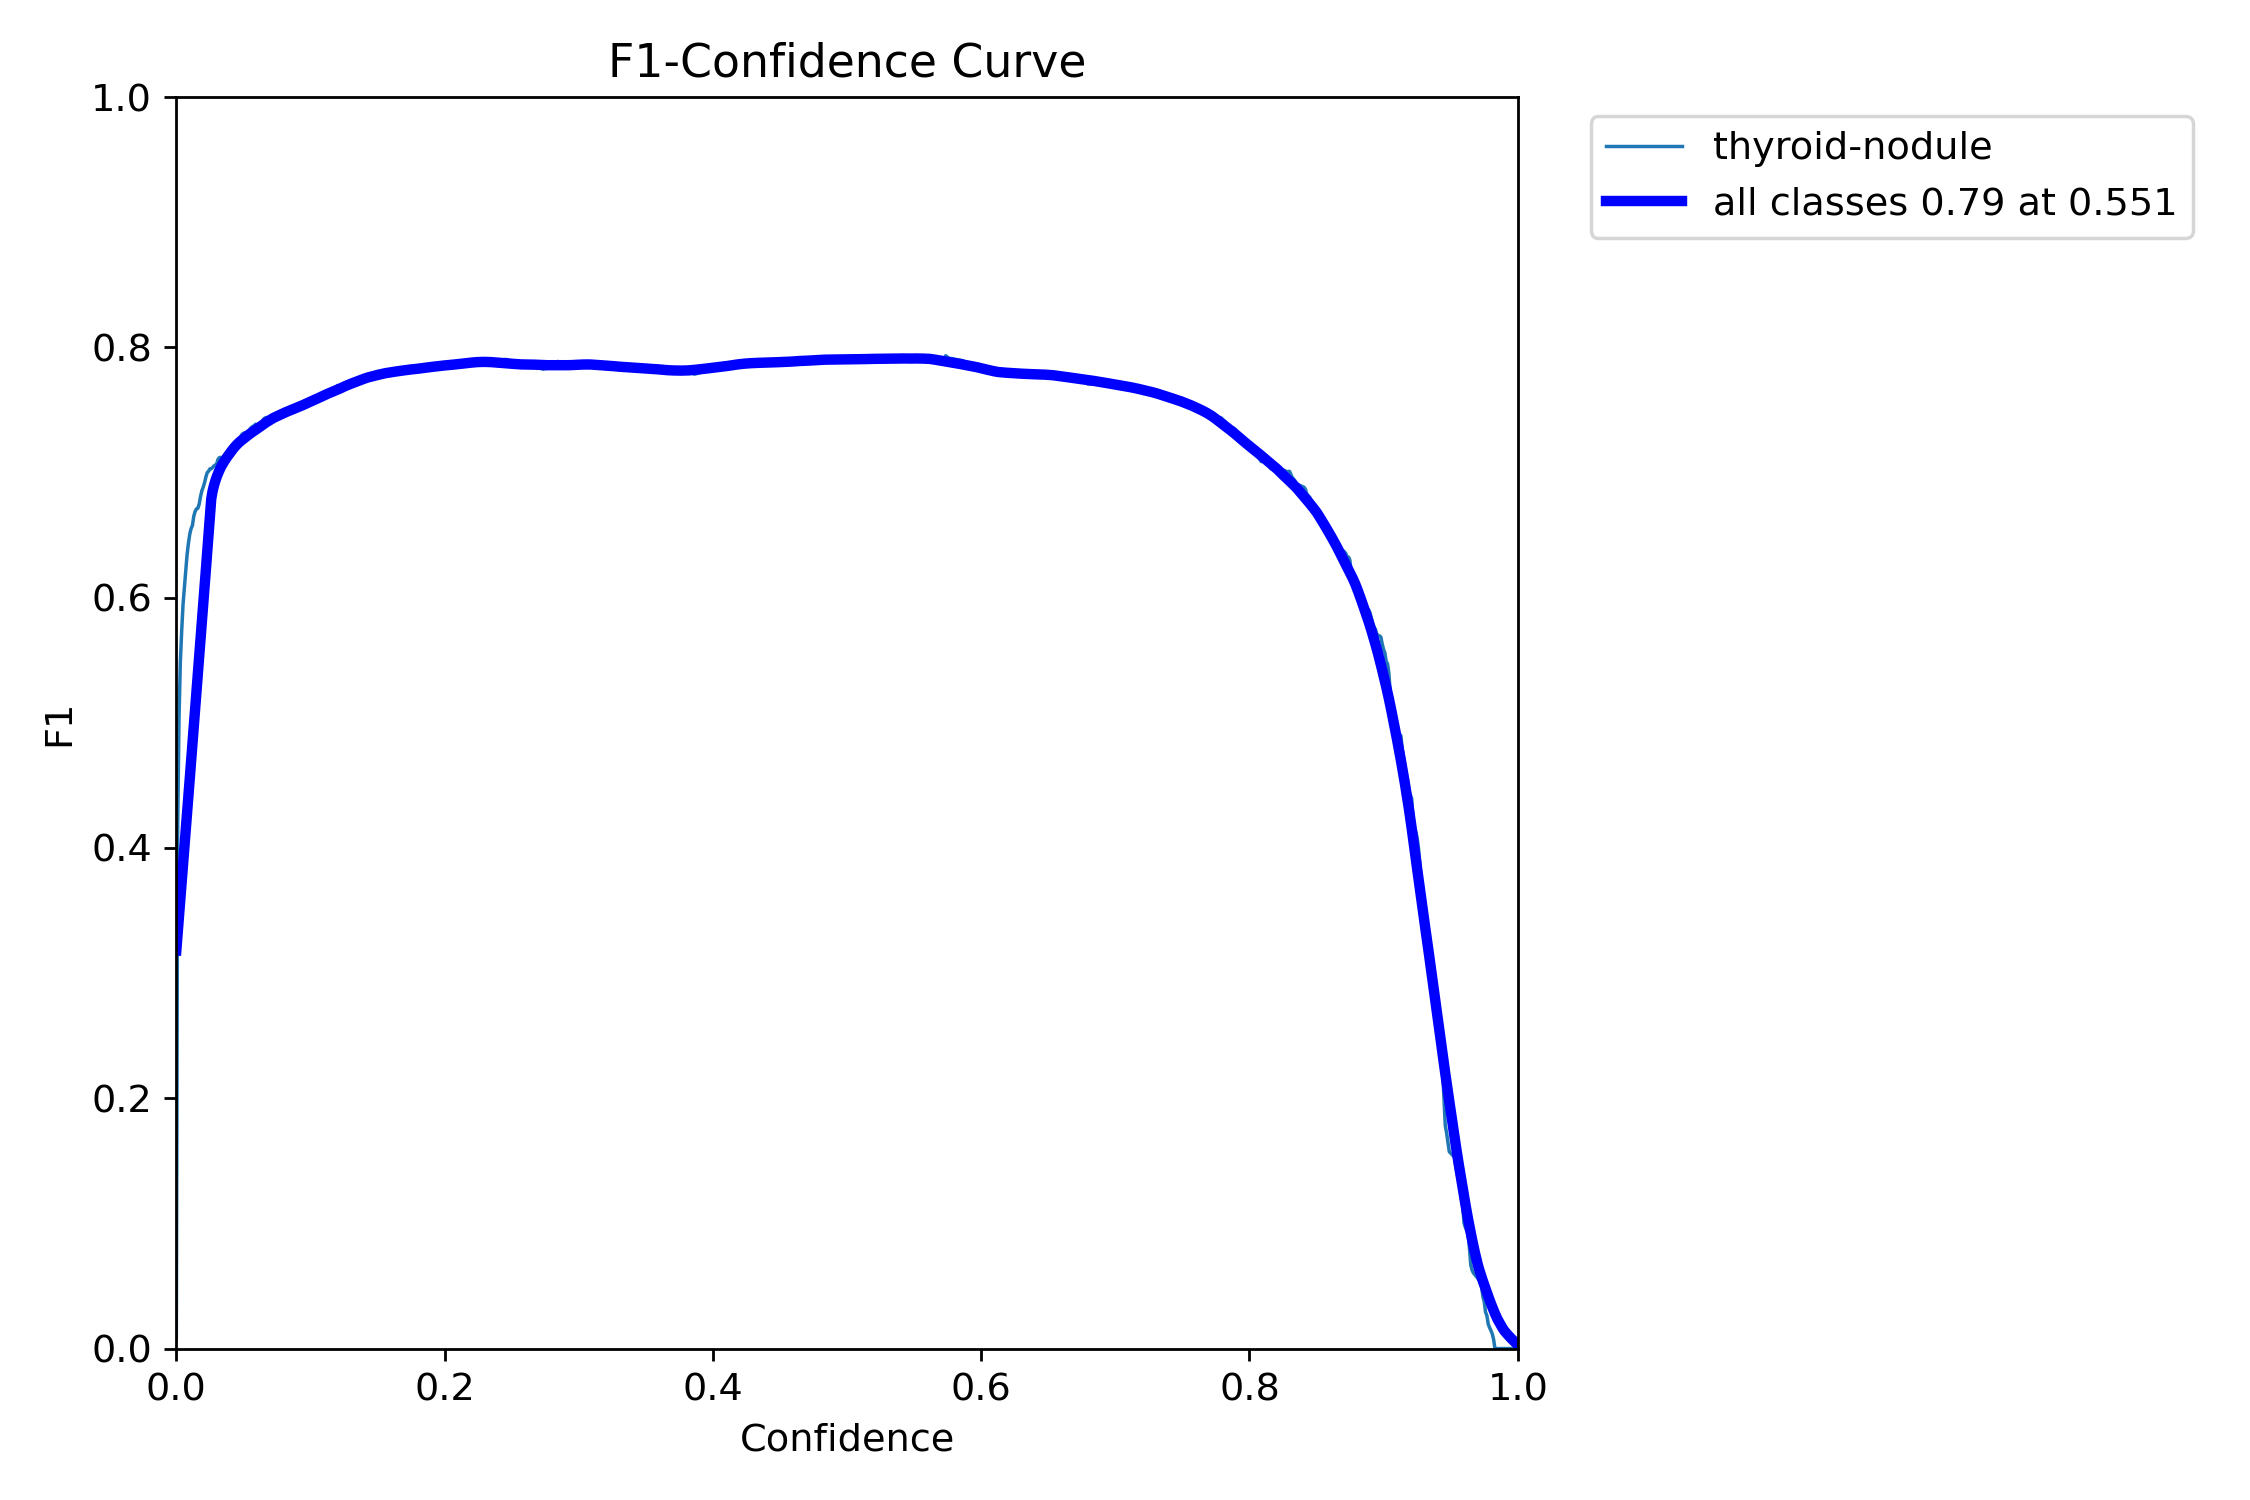 F1-Confidence Curve
1.0
0.8
0.6
0.4
0.2
0.0
F1
0.0 0.2 0.4 0.6 0.8 1.0
Confidence
thyroid-nodule
all classes 0.79 at 0.551